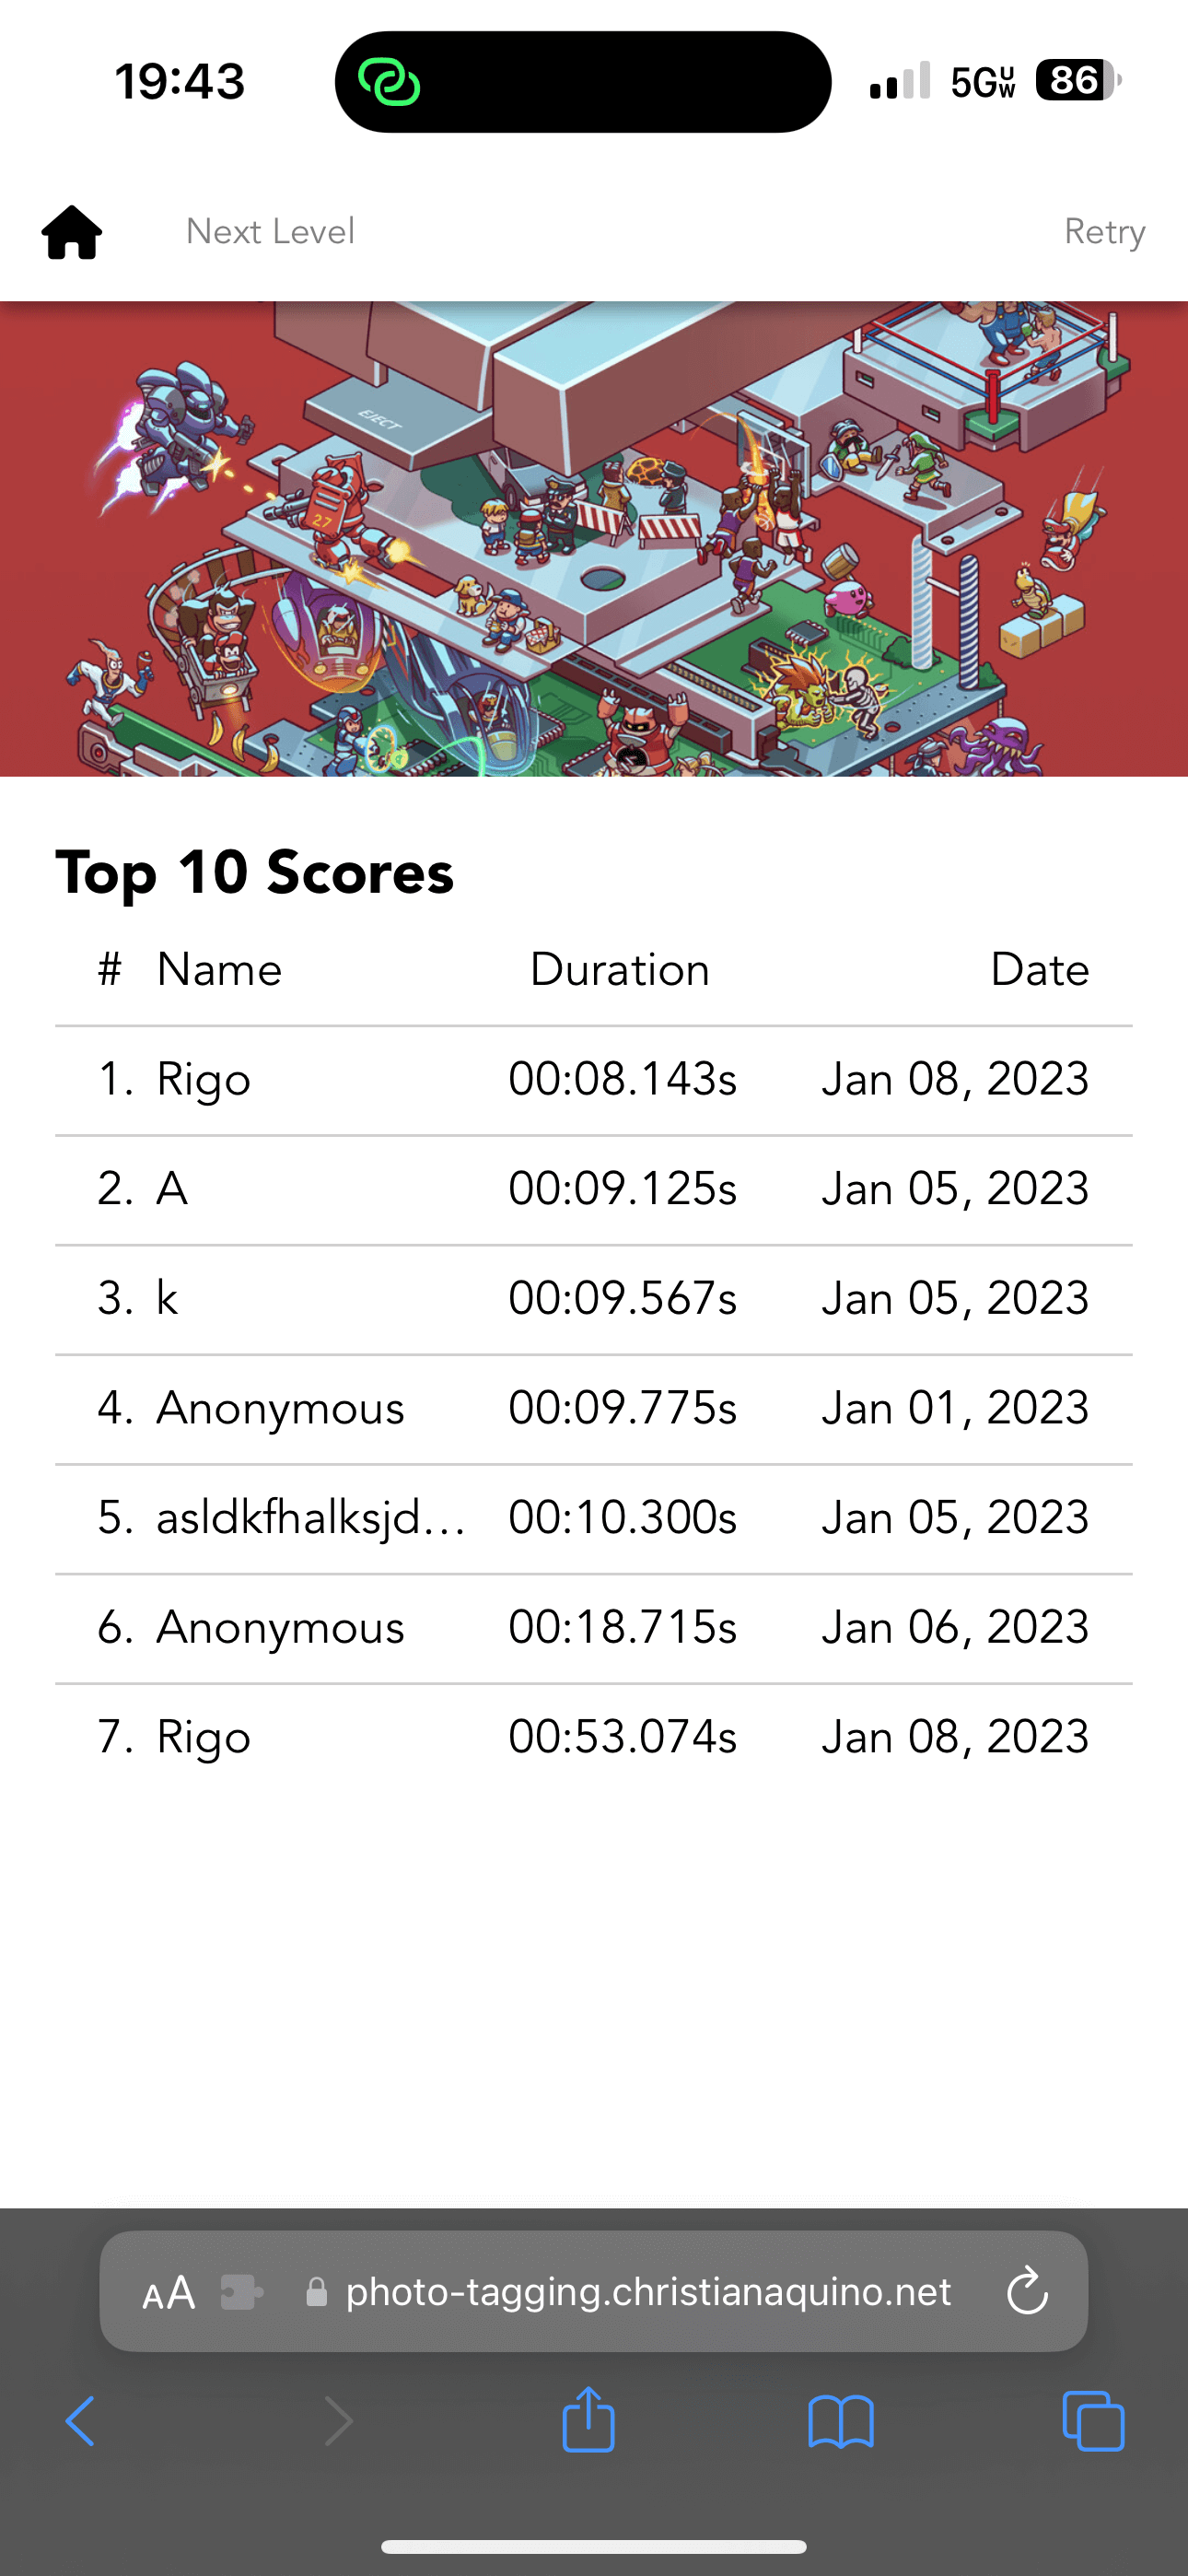 19:43 5GUW 86
Next Level Retry
EJECT
27
Top 10 Scores
# Name Duration Date
1. Rigo 00:08.143s Jan 08, 2023
2. A 00:09.125s Jan 05, 2023
3. k 00:09.567s Jan 05, 2023
4. Anonymous 00:09.775s Jan 01, 2023
5. asldkfhalksjd... 00:10.300s Jan 05, 2023
6. Anonymous 00:18.715s Jan 06, 2023
7. Rigo 00:53.074s Jan 08, 2023
AA photo-tagging.christianaquino.net